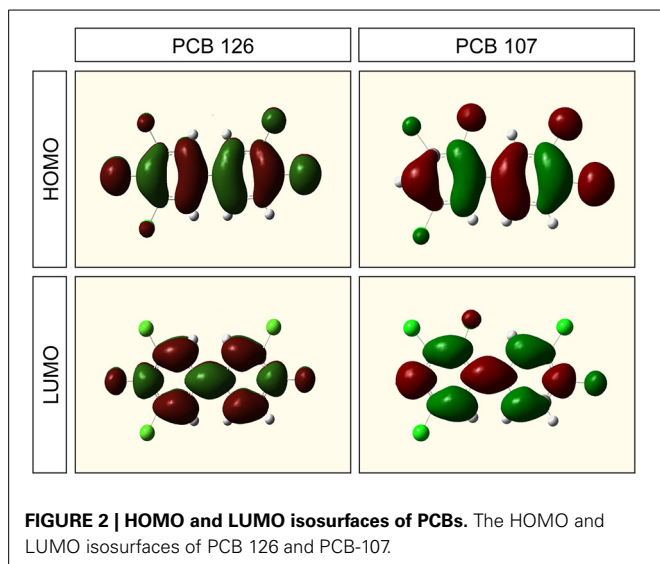 PCB 126
PCB 107
HOMO
LUMO
FIGURE 2 | HOMO and LUMO isosurfaces of PCBs. The HOMO and
LUMO isosurfaces of PCB 126 and PCB-107.